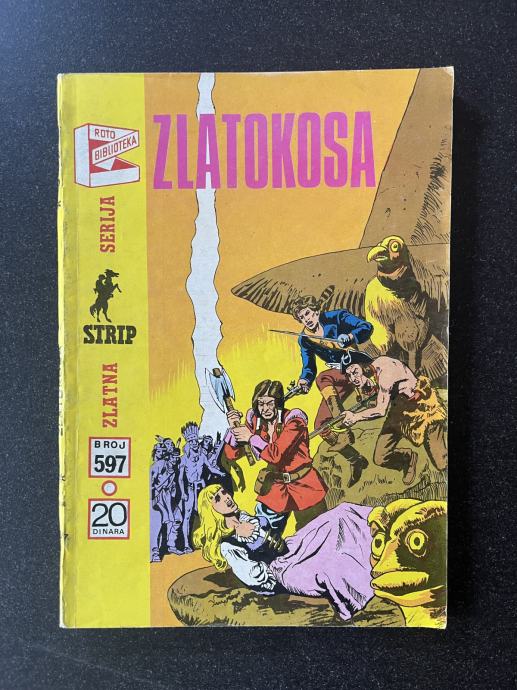 ROTO
BIBLIOTEKA
ZLATOKOSA
ZLATNA
STRIP
SERIJA
BROJ
597
20
DINARA